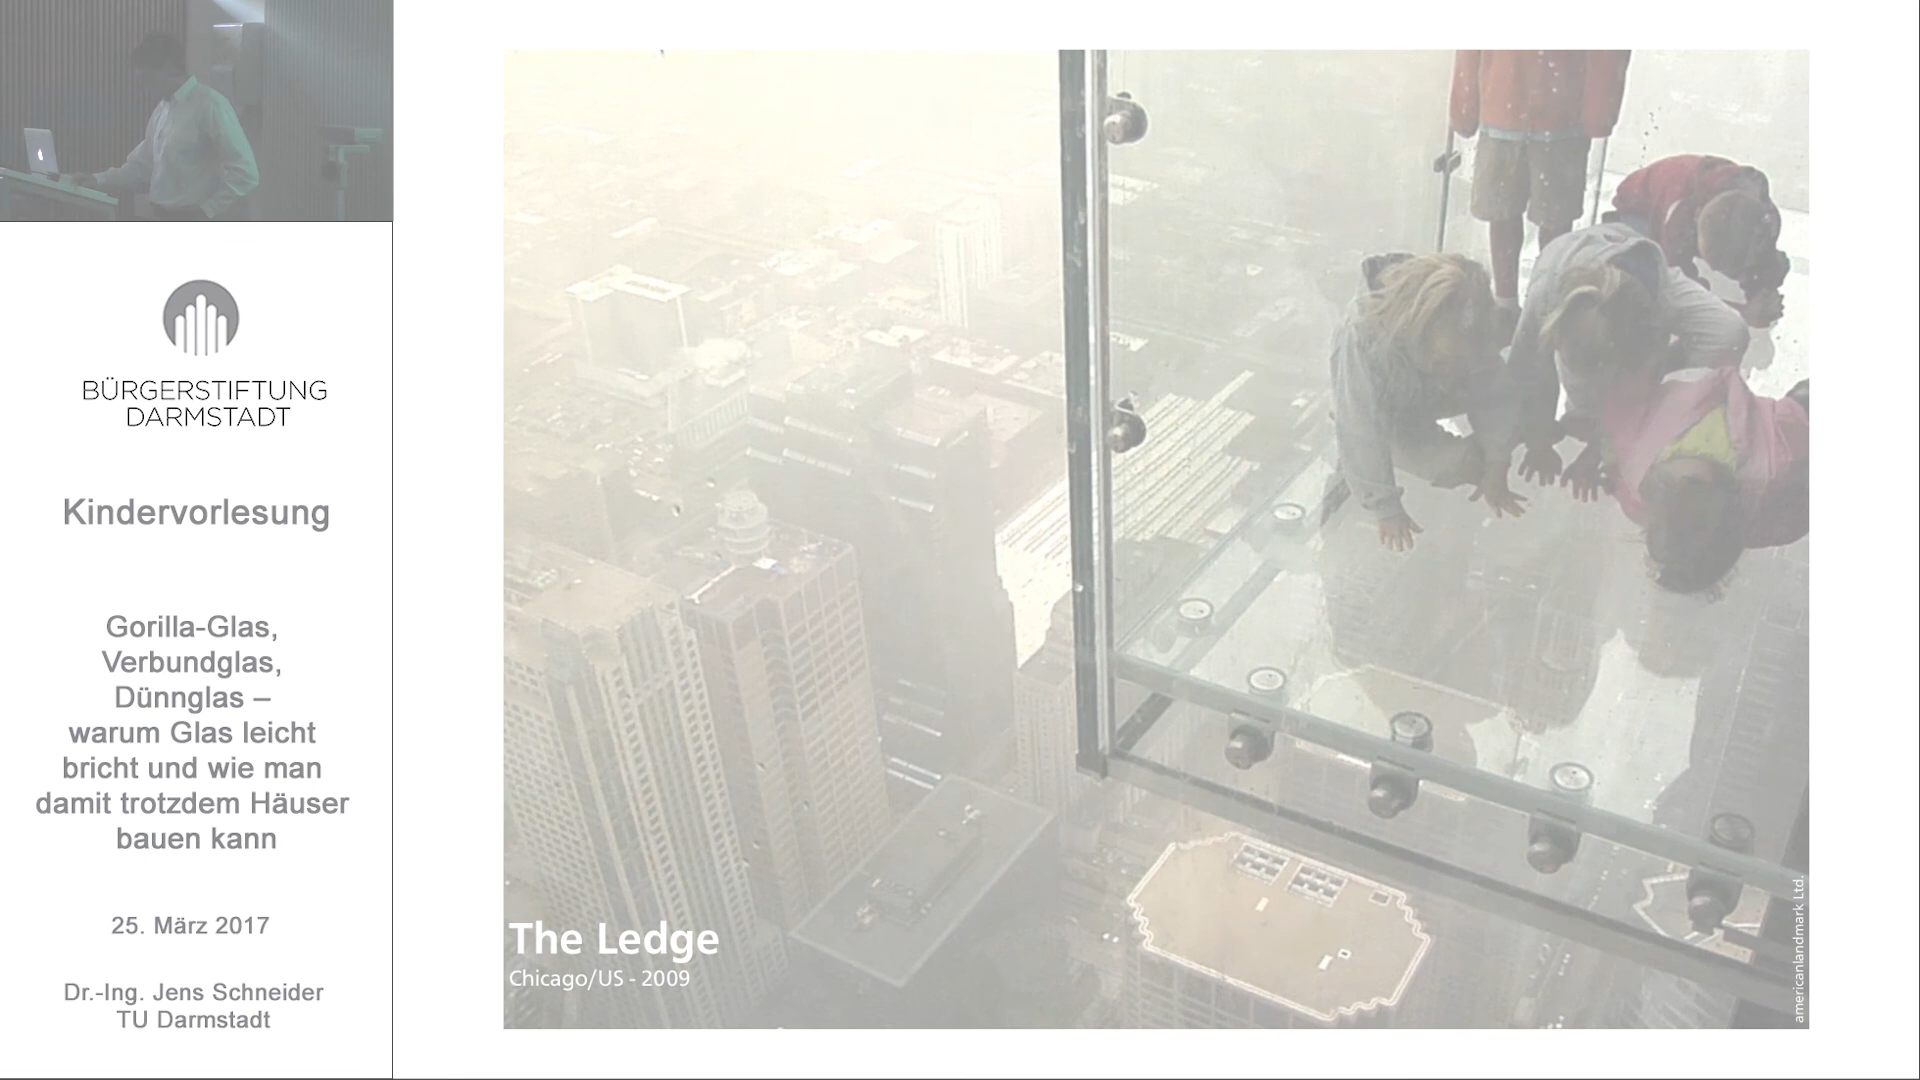 BÜRGERSTIFTUNG
DARMSTADT
Kindervorlesung
Gorilla-Glas,
Verbundglas,
Dünnglas –
warum Glas leicht
bricht und wie man
damit trotzdem Häuser
bauen kann
25. März 2017
Dr.-Ing. Jens Schneider
TU Darmstadt
The Ledge
Chicago/US - 2009
americanlandmark Ltd.